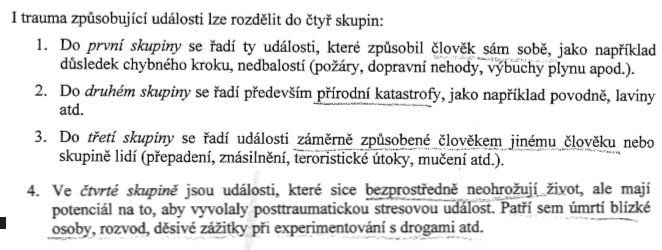 I trauma způsobující události lze rozdělit do čtyř skupin:
1. Do první skupiny se řadí ty události, které způsobil člověk sám sobě, jako například
důsledek chybného kroku, nedbalostí (požáry, dopravní nehody, výbuchy plynu apod.).
2. Do druhém skupiny se řadí především přírodní katastrofy, jako například povodně, laviny
atd.
3. Do třetí skupiny se řadí události záměrně způsobené člověkem jinému člověku nebo
skupině lidí (přepadení, znásilnění, teroristické útoky, mučení atd.).
4. Ve čtvrté skupině jsou události, které sice bezprostředně neohrožují život, ale mají
potenciál na to, aby vyvolaly posttraumatickou stresovou událost. Patří sem úmrtí blízké
osoby, rozvod, děsivé zážitky při experimentování s drogami atd.